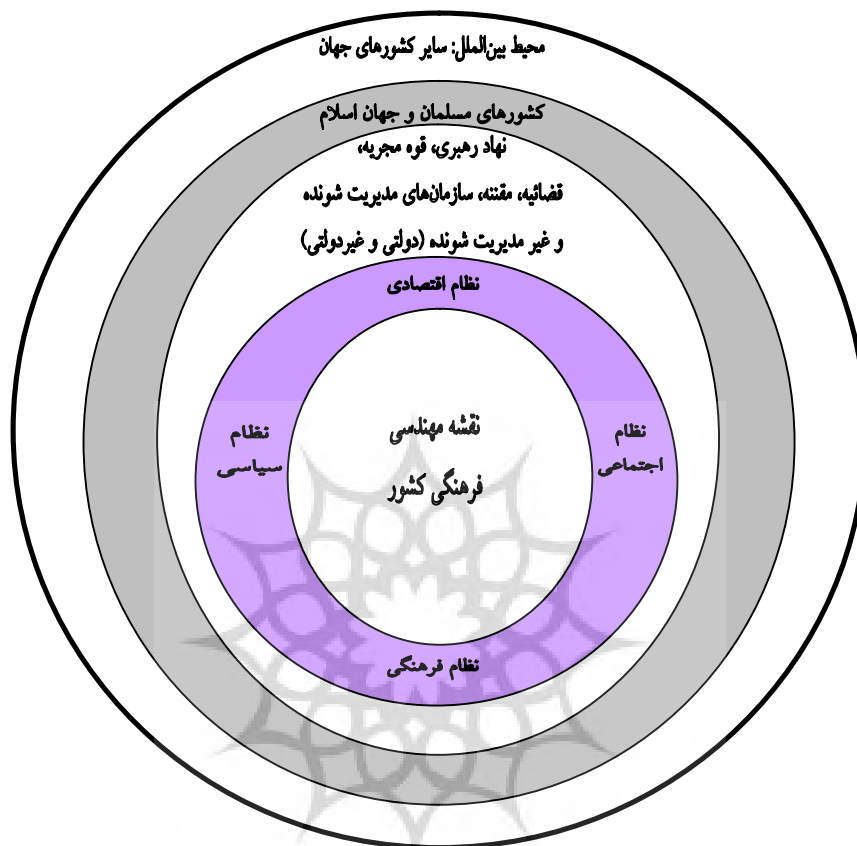 محیط بین‌الملل: سایر کشورهای جهان
کشورهای مسلمان و جهان اسلام
نهاد رهبری، قوه مجریه،
قضائیه، مقننه، سازمان‌های مدیریت شونده
و غیر مدیریت شونده (دولتی و غیردولتی)
نظام اقتصادی
نظام
اجتماعی
نقشه مهندسی
فرهنگی کشور
نظام
سیاسی
نظام فرهنگی